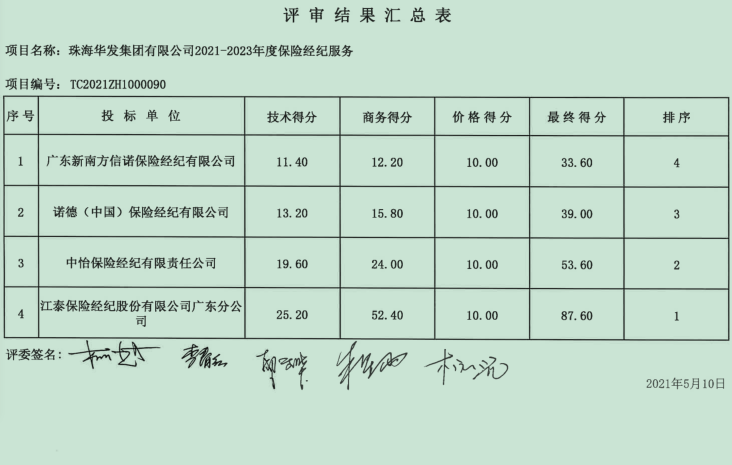 评审结果汇总表
项目名称：珠海华发集团有限公司2021-2023年度保险经纪服务
项目编号：TC2021ZH1000090
序号 投标单位 技术得分 商务得分 价格得分 最终得分 排序
1 广东新南方信诺保险经纪有限公司 11.40 12.20 10.00 33.60 4
2 诺德（中国）保险经纪有限公司 13.20 15.80 10.00 39.00 3
3 中怡保险经纪有限责任公司 19.60 24.00 10.00 53.60 2
4 江泰保险经纪股份有限公司广东分公
司 25.20 52.40 10.00 87.60 1
评委签名：
2021年5月10日